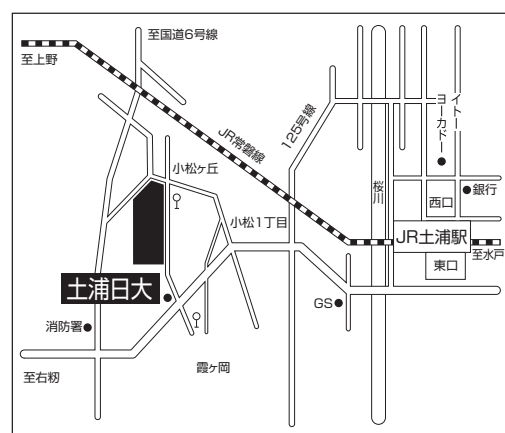 至国道6号線
至上野
125号線
イトー
ヨーカドー
JR常磐線
小松ヶ丘
桜川
西口
銀行
小松1丁目
JR土浦駅
至水戸
東口
土浦日大
GS
消防署
霞ヶ岡
至右籾